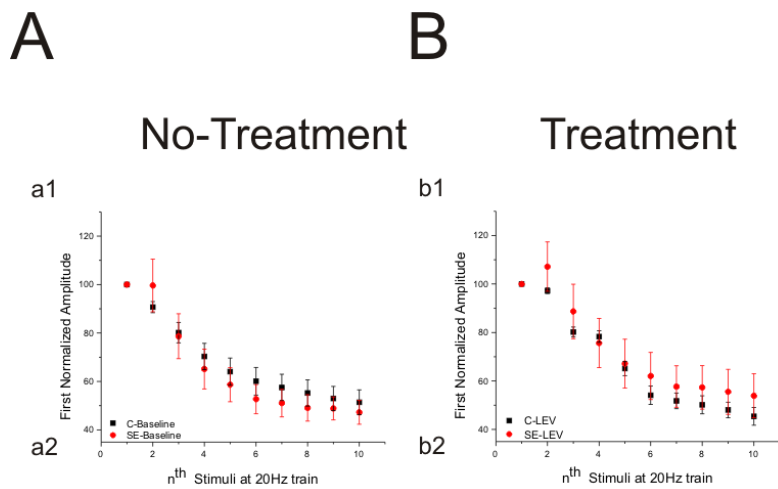 A
B
No-Treatment
Treatment
a1
b1
First Normalized Amplitude
120
100
80
60
40
0
2
4
6
8
10
C-Baseline
SE-Baseline
nth Stimuli at 20Hz train
a2
First Normalized Amplitude
120
100
80
60
40
0
2
4
6
8
10
C-LEV
SE-LEV
nth Stimuli at 20Hz train
b2